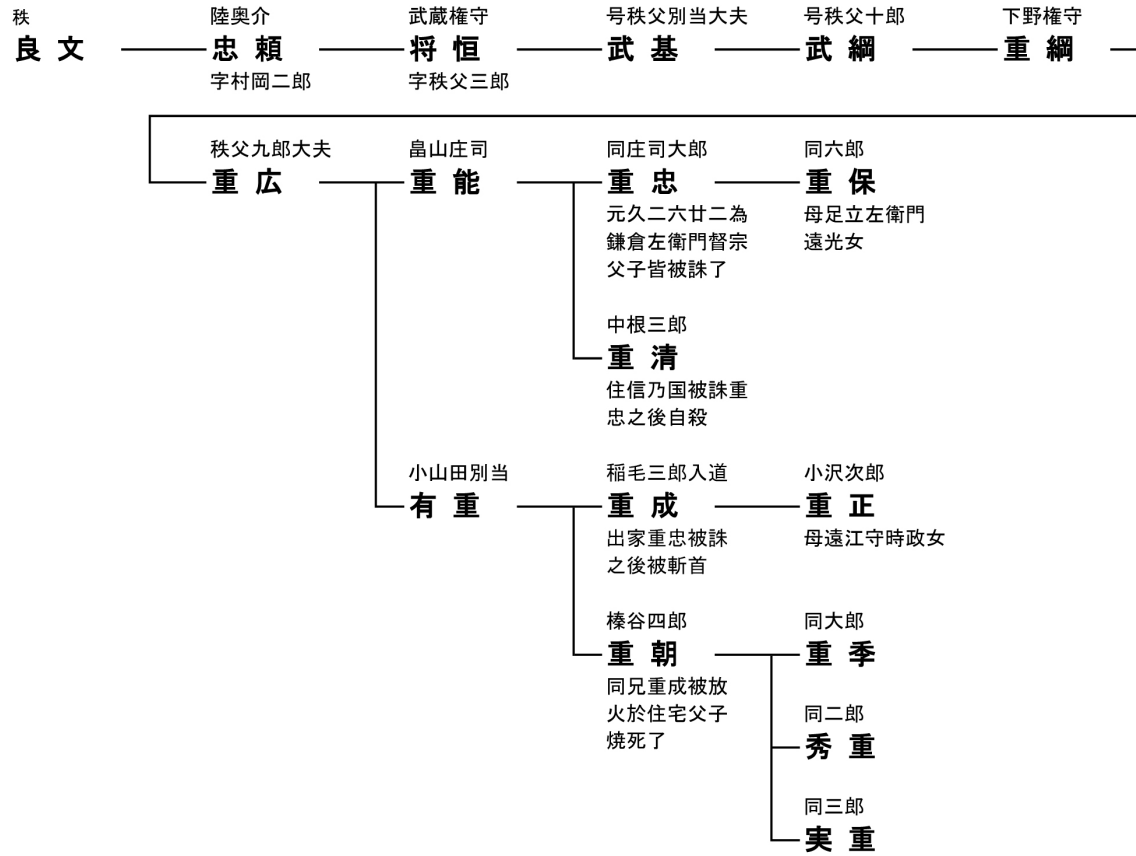 秩
良文
陸奥介
忠頼
字村岡二郎
武蔵権守
将恒
字秩父三郎
号秩父別当大夫
武基
号秩父十郎
武綱
下野権守
重綱
秩父九郎大夫
重広
畠山庄司
重能
同庄司大郎
重忠
元久二六廿二為
鎌倉左衛門督宗
父子皆被誅了
同六郎
重保
母足立左衛門
遠光女
中根三郎
重清
住信乃国被誅重
忠之後自殺
小山田別当
有重
稲毛三郎入道
重成
出家重忠被誅
之後被斬首
小沢次郎
重正
母遠江守時政女
榛谷四郎
重朝
同兄重成被放
火於住宅父子
焼死了
同大郎
重季
同二郎
秀重
同三郎
実重